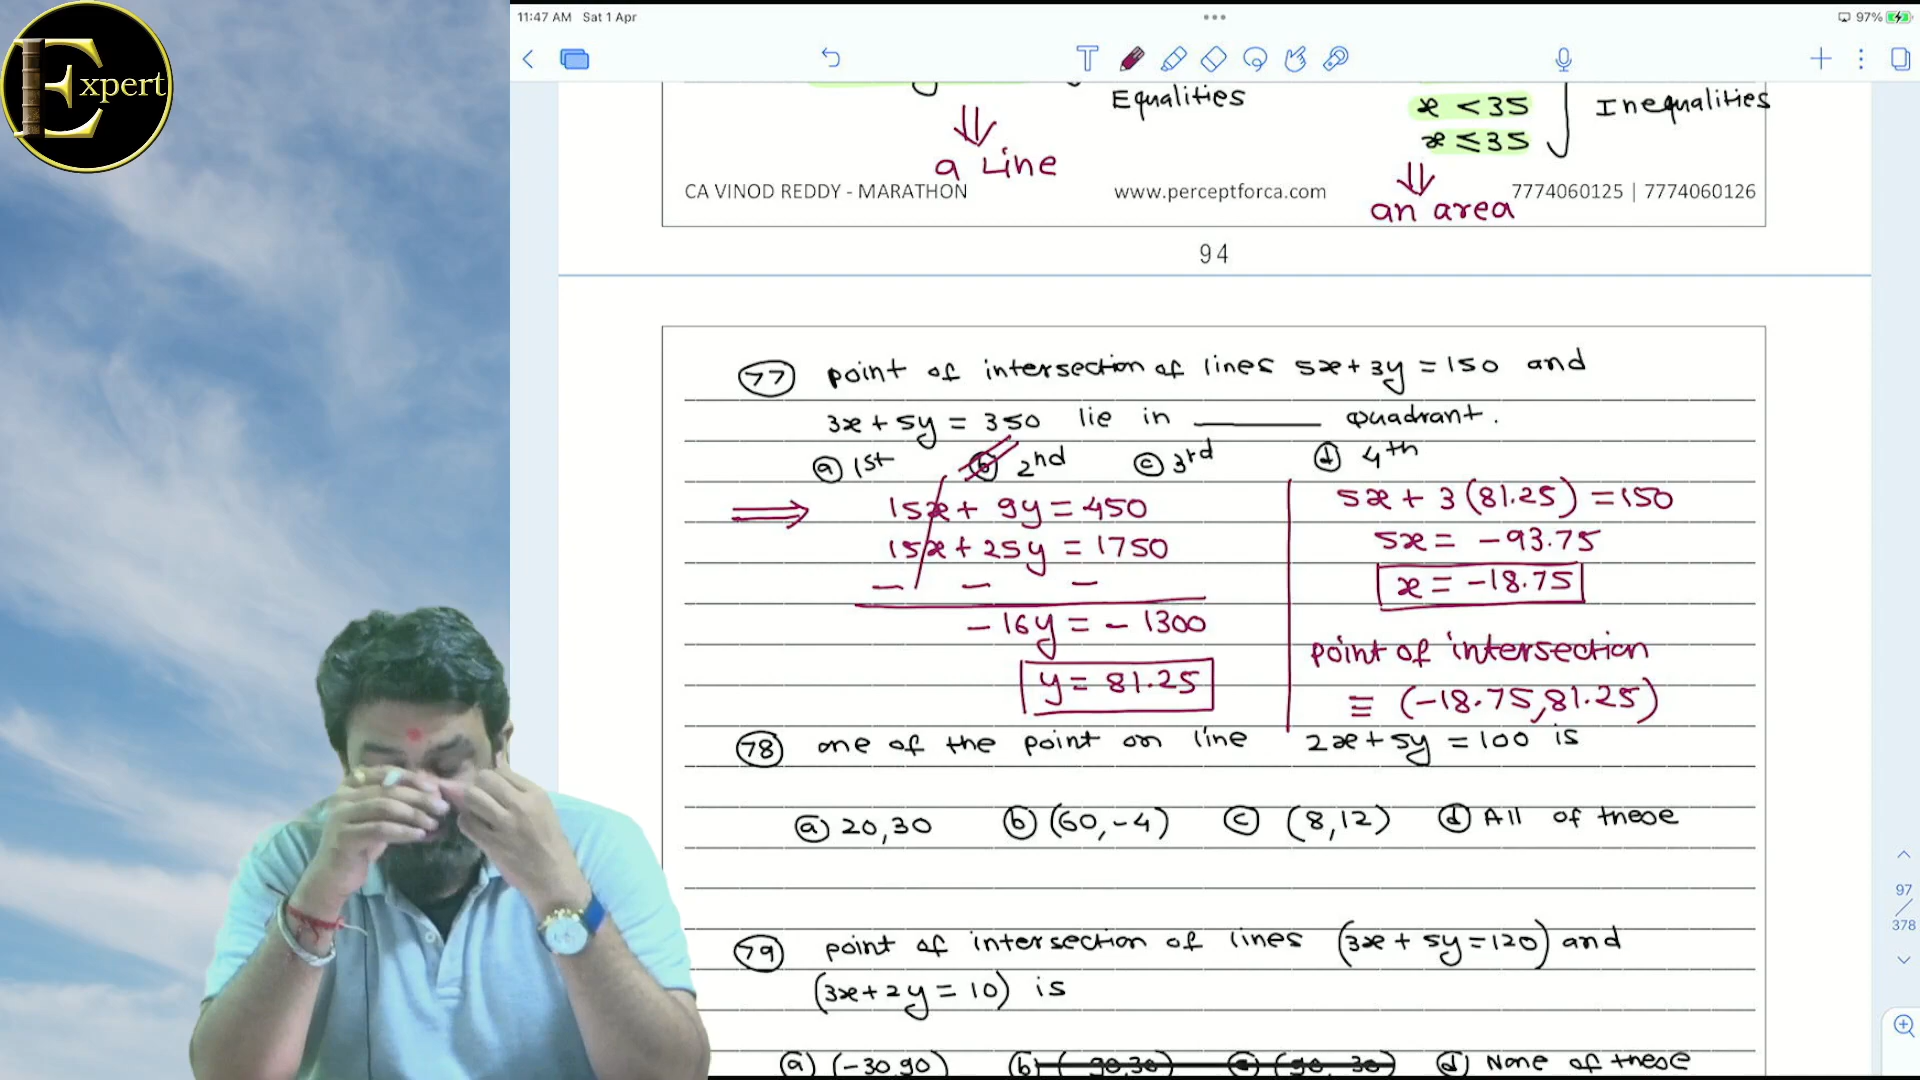 Expert
11:47 AM Sat 1 Apr
97%
Equalities
x < 35
x ≤ 35
Inequalities
a Line
an area
CA VINOD REDDY - MARATHON www.perceptforca.com 7774060125 | 7774060126
94
77 point of intersection of lines 5x + 3y = 150 and
3x + 5y = 350 lie in ______ quadrant.
a 1st b 2nd c 3rd d 4th
⟹ 15x + 9y = 450
15x + 25y = 1750
− − −
−16y = −1300
y = 81.25
5x + 3(81.25) = 150
5x = −93.75
x = −18.75
point of intersection
≡ (−18.75, 81.25)
78 one of the point on line 2x + 5y = 100 is
a 20,30 b (60,−4) c (8,12) d All of these
79 point of intersection of lines (3x + 5y = 120) and
(3x + 2y = 10) is
a (−30,90) d None of these
97
378